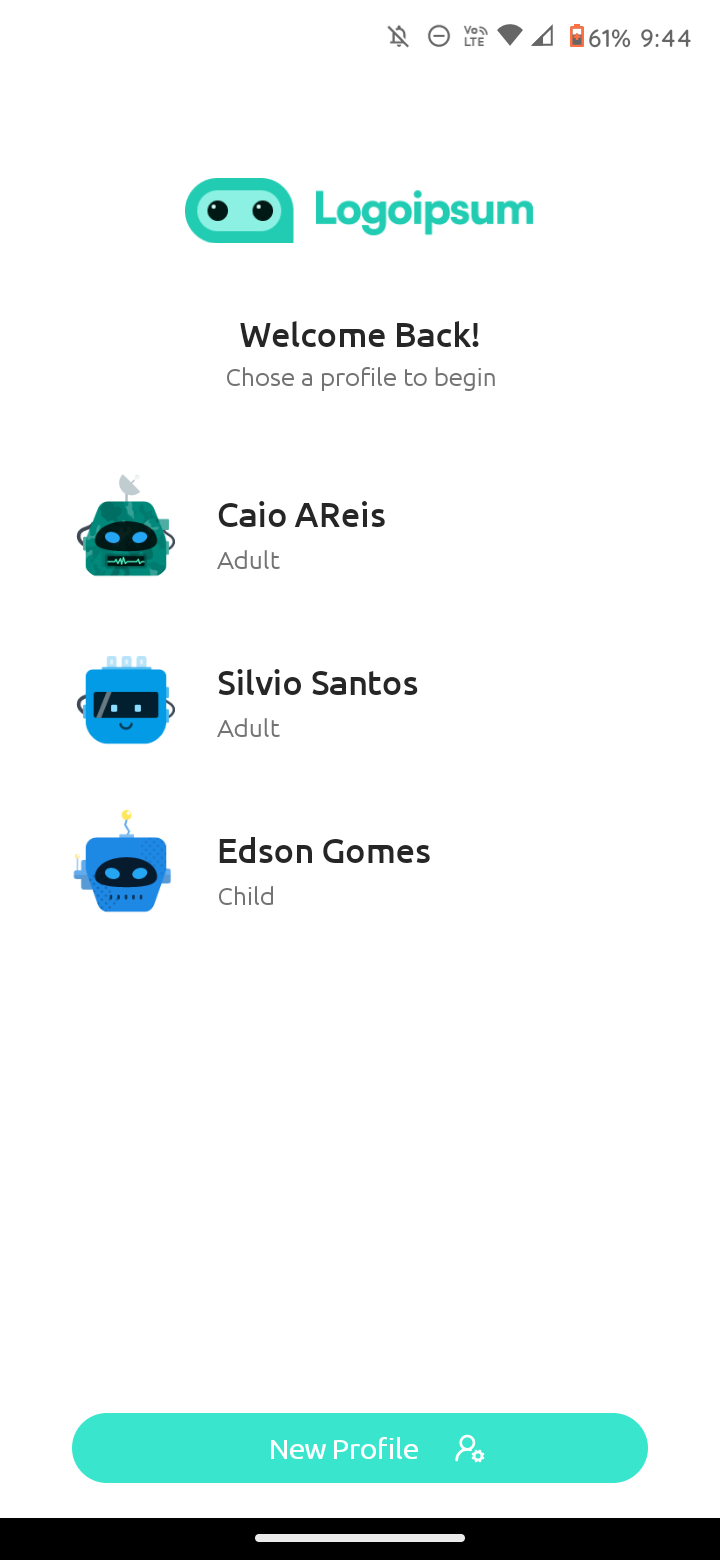 Vo LTE 61% 9:44
Logoipsum
Welcome Back!
Chose a profile to begin
Caio AReis
Adult
Silvio Santos
Adult
Edson Gomes
Child
New Profile